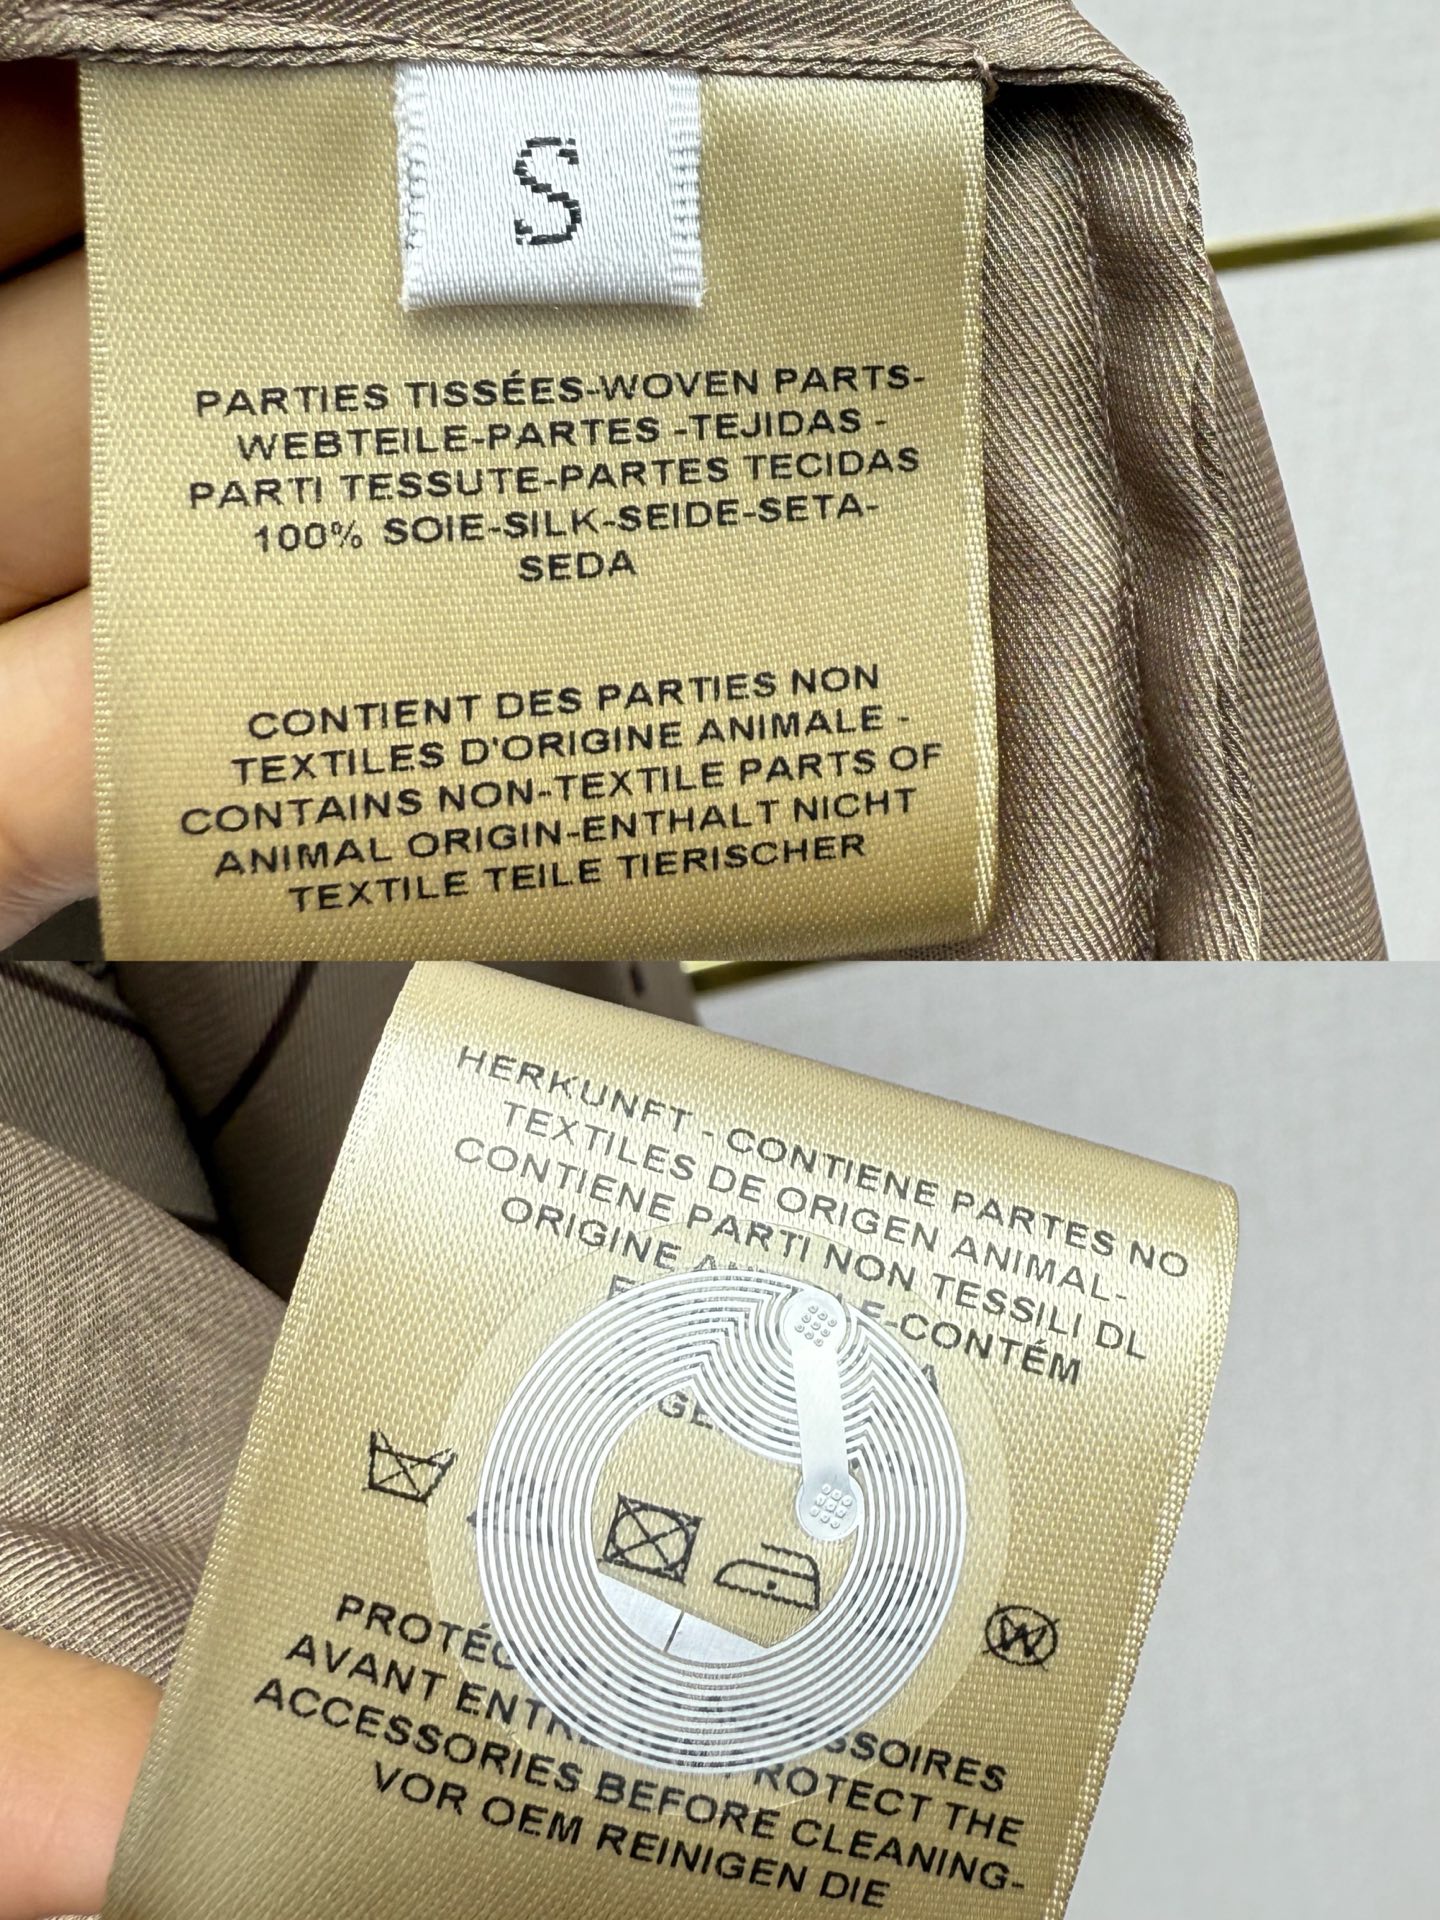 S
PARTIES TISSÉES-WOVEN PARTS-
WEBTEILE-PARTES -TEJIDAS -
PARTI TESSUTE-PARTES TECIDAS
100% SOIE-SILK-SEIDE-SETA-
SEDA
CONTIENT DES PARTIES NON
TEXTILES D'ORIGINE ANIMALE -
CONTAINS NON-TEXTILE PARTS OF
ANIMAL ORIGIN-ENTHALT NICHT
TEXTILE TEILE TIERISCHER
HERKUNFT - CONTIENE PARTES NO
TEXTILES DE ORIGEN ANIMAL-
CONTIENE PARTI NON TESSILI DL
ORIGINE
-CONTÉM
W
AVANT
PROTECT THE
ACCESSORIES BEFORE CLEANING-
VOR OEM REINIGEN DIE